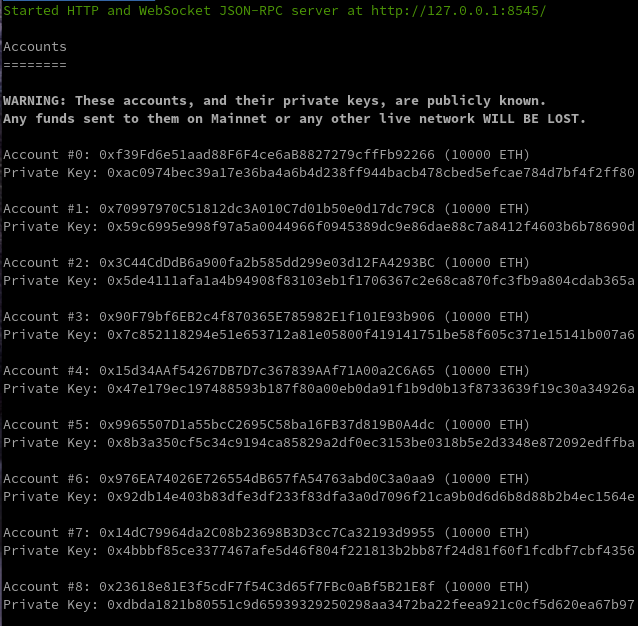 Started HTTP and WebSocket JSON-RPC server at http://127.0.0.1:8545/
Accounts
========
WARNING: These accounts, and their private keys, are publicly known.
Any funds sent to them on Mainnet or any other live network WILL BE LOST.
Account #0: 0xf39Fd6e51aad88F6F4ce6aB8827279cffFb92266 (10000 ETH)
Private Key: 0xac0974bec39a17e36ba4a6b4d238ff944bacb478cbed5efcae784d7bf4f2ff80
Account #1: 0x70997970C51812dc3A010C7d01b50e0d17dc79C8 (10000 ETH)
Private Key: 0x59c6995e998f97a5a0044966f0945389dc9e86dae88c7a8412f4603b6b78690d
Account #2: 0x3C44CdDdB6a900fa2b585dd299e03d12FA4293BC (10000 ETH)
Private Key: 0x5de4111afa1a4b94908f83103eb1f1706367c2e68ca870fc3fb9a804cdab365a
Account #3: 0x90F79bf6EB2c4f870365E785982E1f101E93b906 (10000 ETH)
Private Key: 0x7c852118294e51e653712a81e05800f419141751be58f605c371e15141b007a6
Account #4: 0x15d34AAf54267DB7D7c367839AAf71A00a2C6A65 (10000 ETH)
Private Key: 0x47e179ec197488593b187f80a00eb0da91f1b9d0b13f8733639f19c30a34926a
Account #5: 0x9965507D1a55bcC2695C58ba16FB37d819B0A4dc (10000 ETH)
Private Key: 0x8b3a350cf5c34c9194ca85829a2df0ec3153be0318b5e2d3348e872092edffba
Account #6: 0x976EA74026E726554dB657fA54763abd0C3a0aa9 (10000 ETH)
Private Key: 0x92db14e403b83dfe3df233f83dfa3a0d7096f21ca9b0d6d6b8d88b2b4ec1564e
Account #7: 0x14dC79964da2C08b23698B3D3cc7Ca32193d9955 (10000 ETH)
Private Key: 0x4bbbf85ce3377467afe5d46f804f221813b2bb87f24d81f60f1fcdbf7cbf4356
Account #8: 0x23618e81E3f5cdF7f54C3d65f7FBc0aBf5B21E8f (10000 ETH)
Private Key: 0xdbda1821b80551c9d65939329250298aa3472ba22feea921c0cf5d620ea67b97